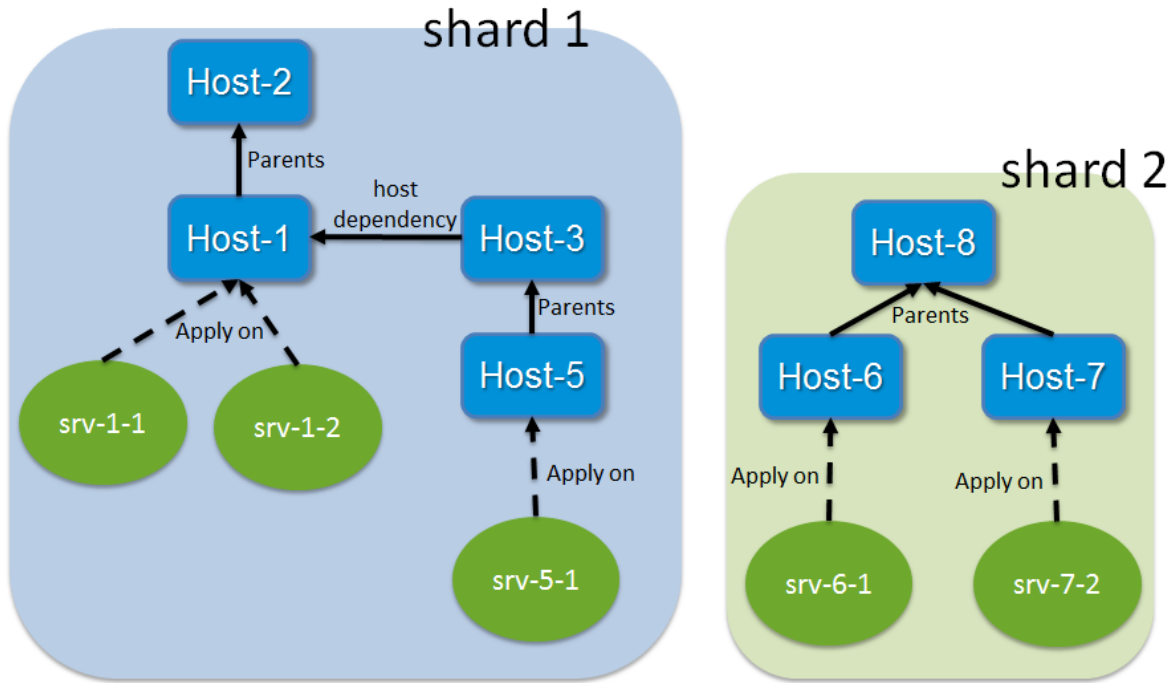 shard 1
Host-2
Parents
host
dependency
Host-1
Host-3
Apply on
Parents
Host-5
srv-1-1
srv-1-2
Apply on
srv-5-1
shard 2
Host-8
Parents
Host-6
Host-7
Apply on
Apply on
srv-6-1
srv-7-2